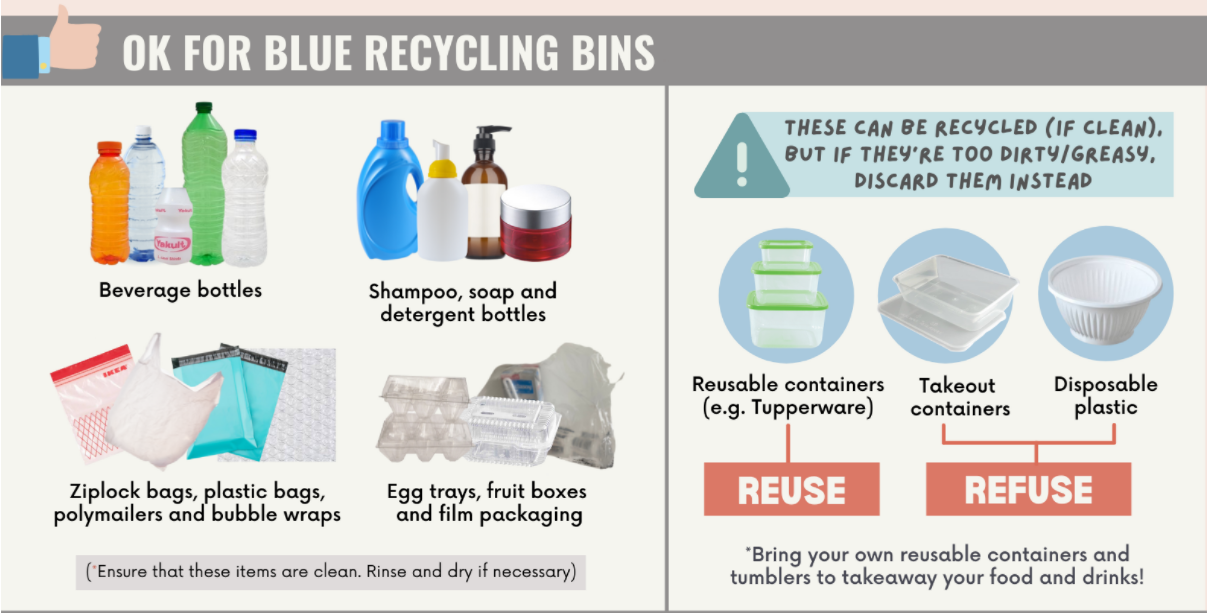 OK FOR BLUE RECYCLING BINS
Yakult
Beverage bottles
Shampoo, soap and
detergent bottles
IKEA
Ziplock bags, plastic bags,
polymailers and bubble wraps
Egg trays, fruit boxes
and film packaging
(*Ensure that these items are clean. Rinse and dry if necessary)
THESE CAN BE RECYCLED (IF CLEAN),
BUT IF THEY'RE TOO DIRTY/GREASY,
DISCARD THEM INSTEAD
Reusable containers
(e.g. Tupperware)
Takeout
containers
Disposable
plastic
REUSE
REFUSE
*Bring your own reusable containers and
tumblers to takeaway your food and drinks!